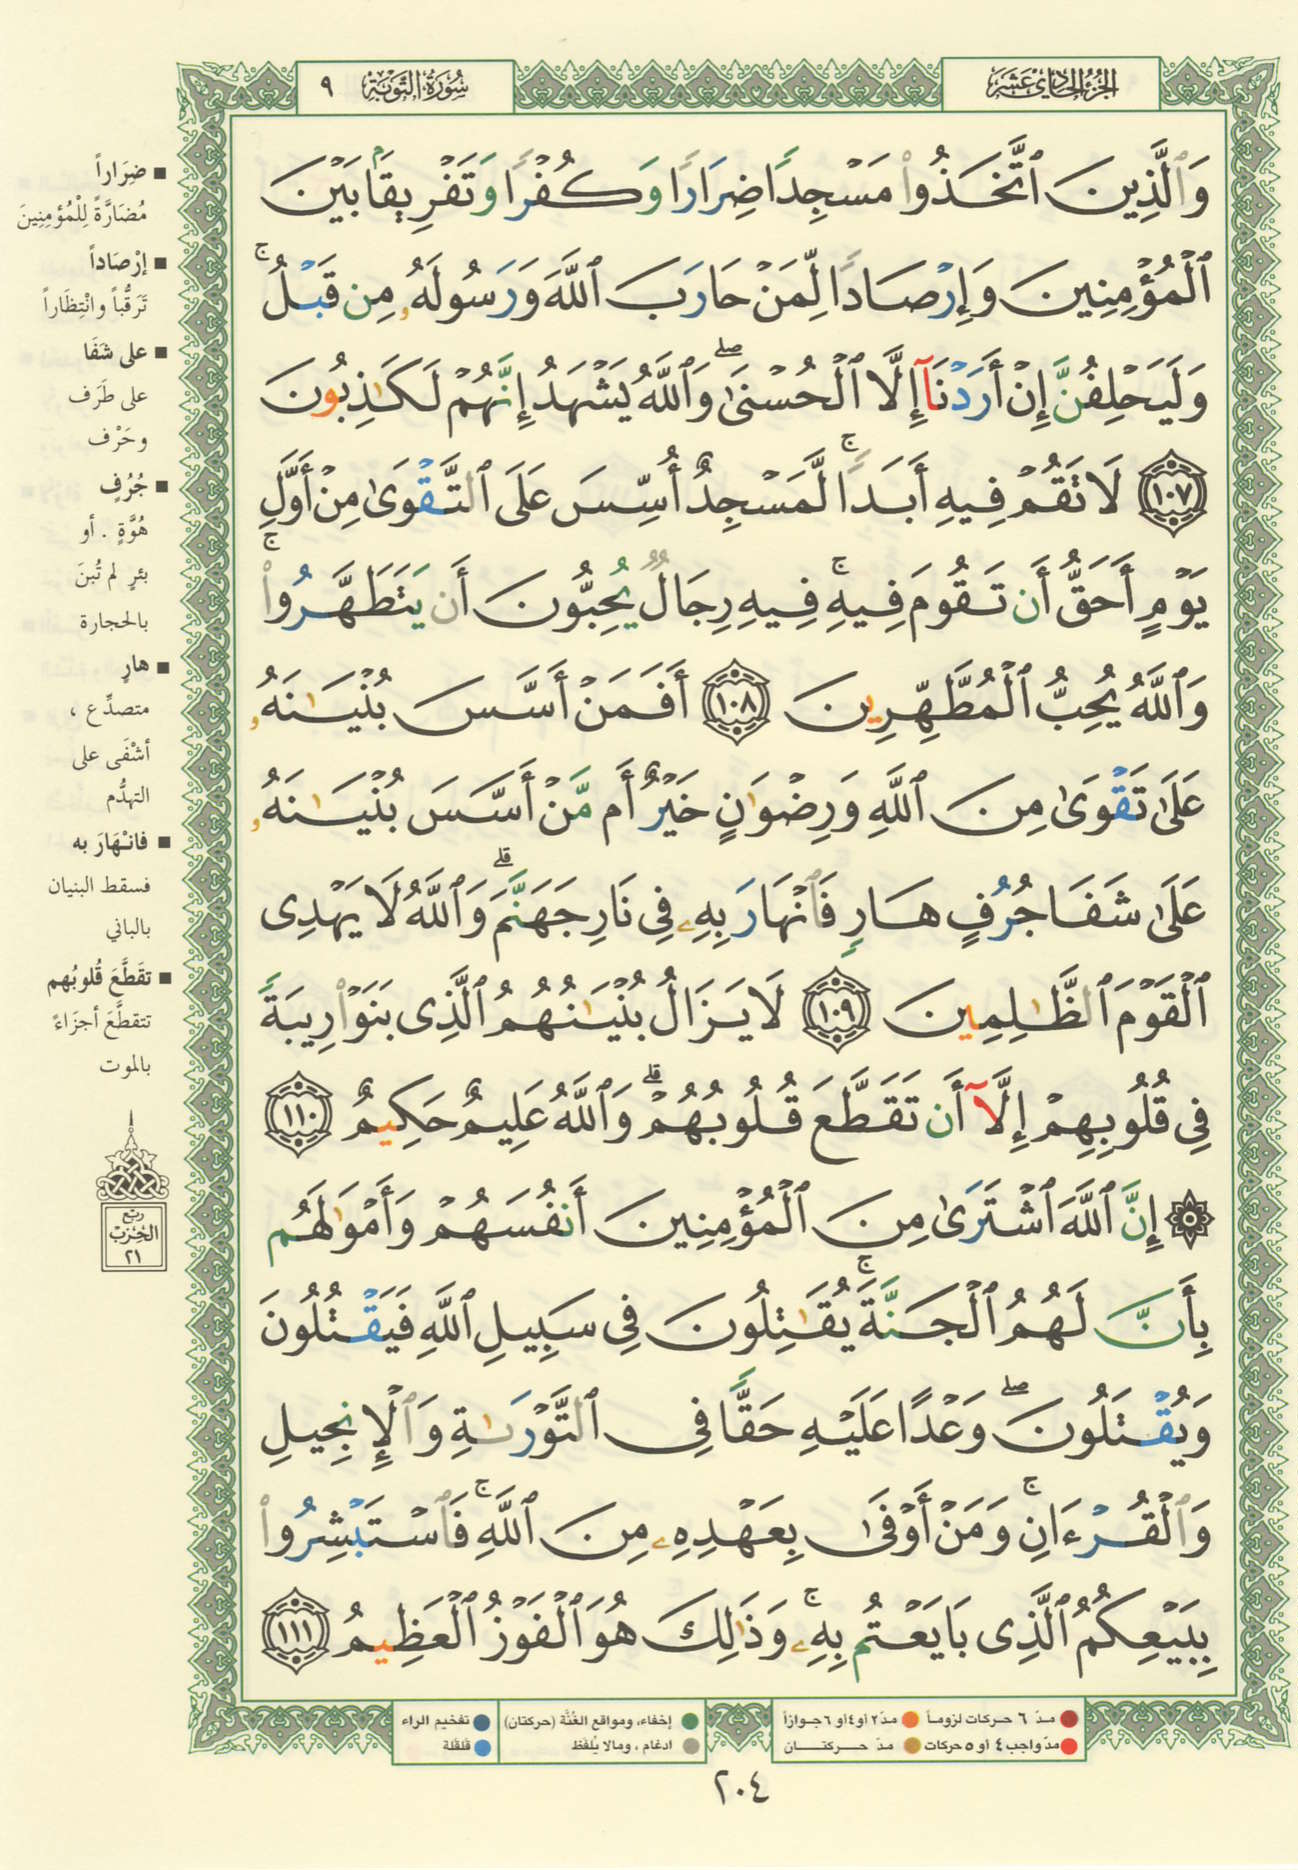 الجزء الحادي عشر
سورة التوبة ٩
وَٱلَّذِينَ ٱتَّخَذُوا۟ مَسْجِدًا ضِرَارًا وَكُفْرًا وَتَفْرِيقًۢا بَيْنَ
ٱلْمُؤْمِنِينَ وَإِرْصَادًا لِّمَنْ حَارَبَ ٱللَّهَ وَرَسُولَهُۥ مِن قَبْلُ ۚ
وَلَيَحْلِفُنَّ إِنْ أَرَدْنَآ إِلَّا ٱلْحُسْنَىٰ ۖ وَٱللَّهُ يَشْهَدُ إِنَّهُمْ لَكَـٰذِبُونَ
﴿١٠٧﴾ لَا تَقُمْ فِيهِ أَبَدًا ۚ لَّمَسْجِدٌ أُسِّسَ عَلَى ٱلتَّقْوَىٰ مِنْ أَوَّلِ
يَوْمٍ أَحَقُّ أَن تَقُومَ فِيهِ ۚ فِيهِ رِجَالٌ يُحِبُّونَ أَن يَتَطَهَّرُوا۟ ۚ
وَٱللَّهُ يُحِبُّ ٱلْمُطَّهِّرِينَ ﴿١٠٨﴾ أَفَمَنْ أَسَّسَ بُنْيَـٰنَهُۥ
عَلَىٰ تَقْوَىٰ مِنَ ٱللَّهِ وَرِضْوَٰنٍ خَيْرٌ أَم مَّنْ أَسَّسَ بُنْيَـٰنَهُۥ
عَلَىٰ شَفَا جُرُفٍ هَارٍ فَٱنْهَارَ بِهِۦ فِى نَارِ جَهَنَّمَ ۗ وَٱللَّهُ لَا يَهْدِى
ٱلْقَوْمَ ٱلظَّـٰلِمِينَ ﴿١٠٩﴾ لَا يَزَالُ بُنْيَـٰنُهُمُ ٱلَّذِى بَنَوْا۟ رِيبَةً
فِى قُلُوبِهِمْ إِلَّآ أَن تَقَطَّعَ قُلُوبُهُمْ ۗ وَٱللَّهُ عَلِيمٌ حَكِيمٌ ﴿١١٠﴾
۞ إِنَّ ٱللَّهَ ٱشْتَرَىٰ مِنَ ٱلْمُؤْمِنِينَ أَنفُسَهُمْ وَأَمْوَٰلَهُم
بِأَنَّ لَهُمُ ٱلْجَنَّةَ ۚ يُقَـٰتِلُونَ فِى سَبِيلِ ٱللَّهِ فَيَقْتُلُونَ
وَيُقْتَلُونَ ۖ وَعْدًا عَلَيْهِ حَقًّا فِى ٱلتَّوْرَىٰةِ وَٱلْإِنجِيلِ
وَٱلْقُرْءَانِ ۚ وَمَنْ أَوْفَىٰ بِعَهْدِهِۦ مِنَ ٱللَّهِ ۚ فَٱسْتَبْشِرُوا۟
بِبَيْعِكُمُ ٱلَّذِى بَايَعْتُم بِهِۦ ۚ وَذَٰلِكَ هُوَ ٱلْفَوْزُ ٱلْعَظِيمُ ﴿١١١﴾
■ ضِرَاراً
مُضَارَّةً لِلْمُؤمِنِينَ
■ إرْصَاداً
تَرَقُّباً وانْتِظَاراً
■ على شَفَا
على طَرَف
وحَرْف
■ جُرُفٍ
هُوَّةٍ . أو
بئرٍ لم تُبنَ
بالحجارة
■ هارٍ
متصدِّع ،
أشْفَى على
التهدُّم
■ فانْهَارَ به
فسقط البنيان
بالباني
■ تقَطَّعَ قُلوبُهم
تتقطَّعَ أجزَاءً
بالموت
ربع
الحزب
٢١
مدّ ٦ حركات لزوماً ● مدّ ٢ أو ٤ أو ٦ جوازاً
مدّ واجب ٤ أو ٥ حركات ● مدّ حركتان
إخفاء، ومواقع الغُنَّة (حركتان) ● تفخيم الراء
ادغام ، ومالا يُلفَظ ● قلقلة
٢٠٤